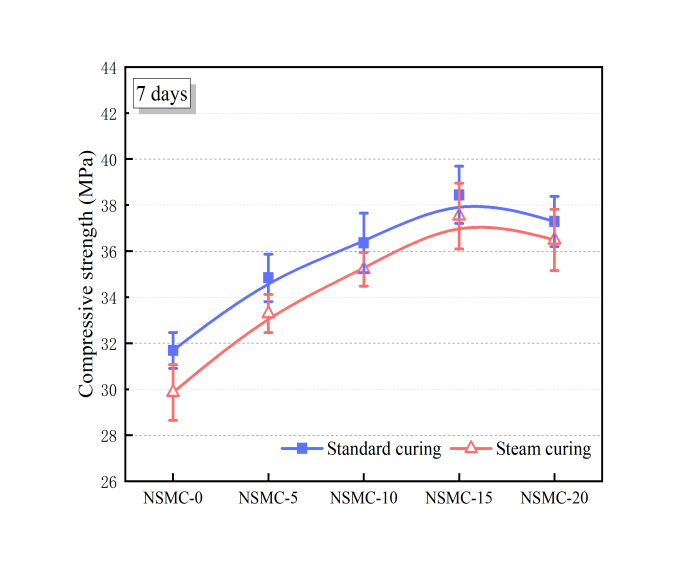 7 days
Compressive strength (MPa)
44
42
40
38
36
34
32
30
28
26
Standard curing
Steam curing
NSMC-0
NSMC-5
NSMC-10
NSMC-15
NSMC-20